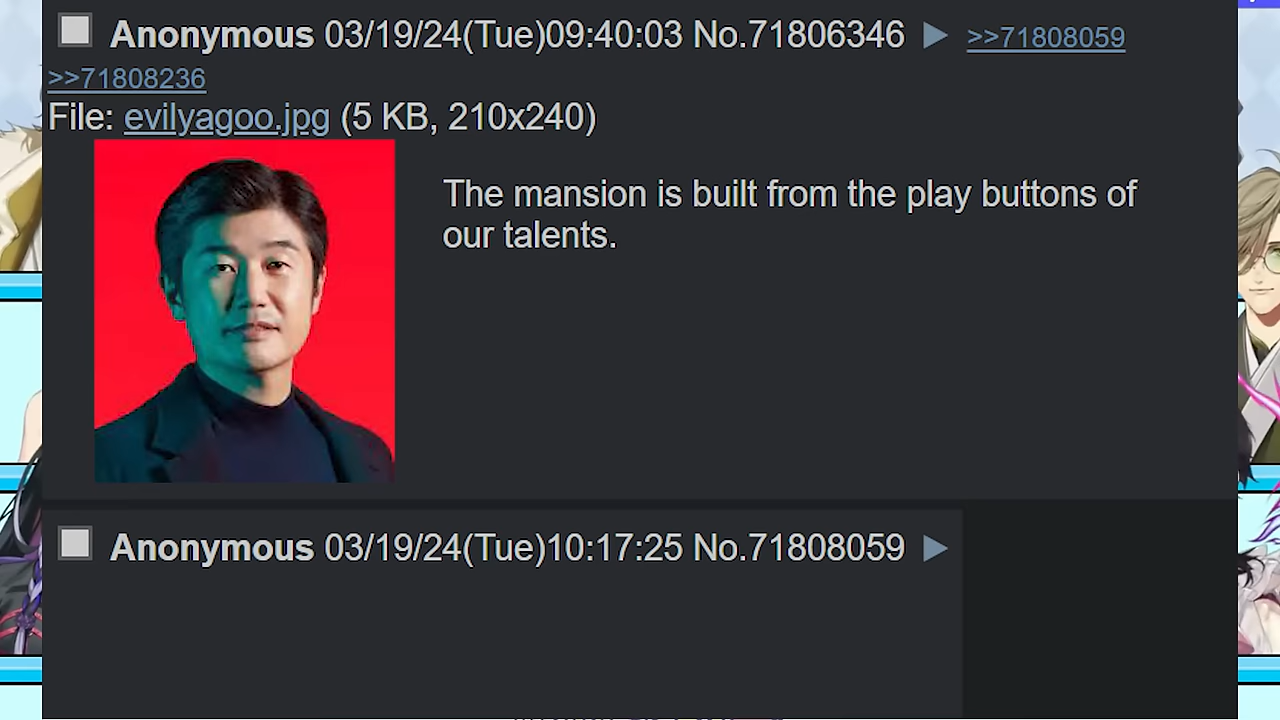 Anonymous 03/19/24(Tue)09:40:03 No.71806346 ▶ >>71808059
>>71808236
File: evilyagoo.jpg (5 KB, 210x240)
The mansion is built from the play buttons of
our talents.
Anonymous 03/19/24(Tue)10:17:25 No.71808059 ▶